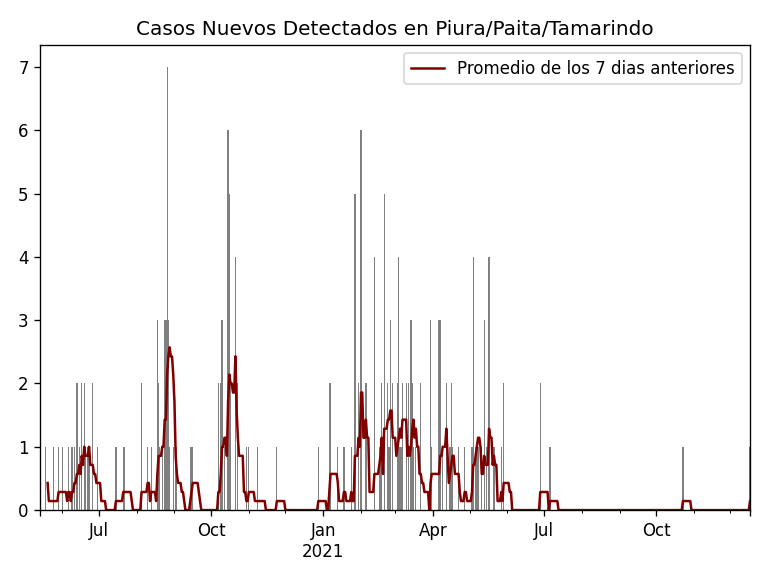 Casos Nuevos Detectados en Piura/Paita/Tamarindo
Promedio de los 7 dias anteriores
7
6
5
4
3
2
1
0
Jul
Oct
Jan
2021
Apr
Jul
Oct